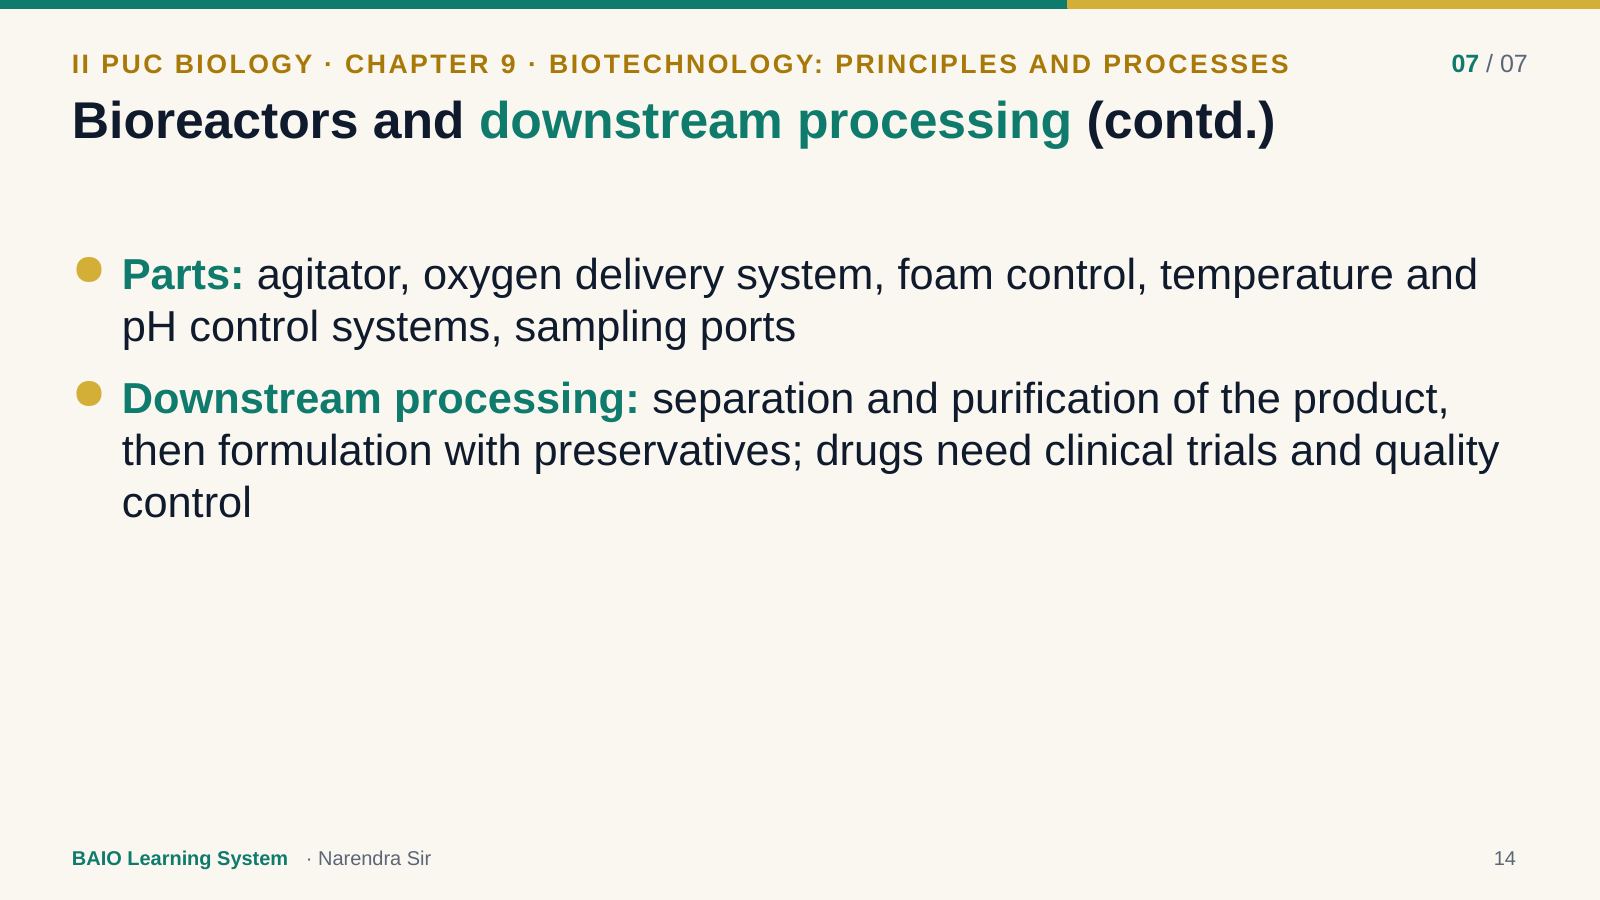 II PUC BIOLOGY · CHAPTER 9 · BIOTECHNOLOGY: PRINCIPLES AND PROCESSES
07 / 07
Bioreactors and downstream processing (contd.)
● Parts: agitator, oxygen delivery system, foam control, temperature and
pH control systems, sampling ports
● Downstream processing: separation and purification of the product,
then formulation with preservatives; drugs need clinical trials and quality
control
BAIO Learning System · Narendra Sir
14